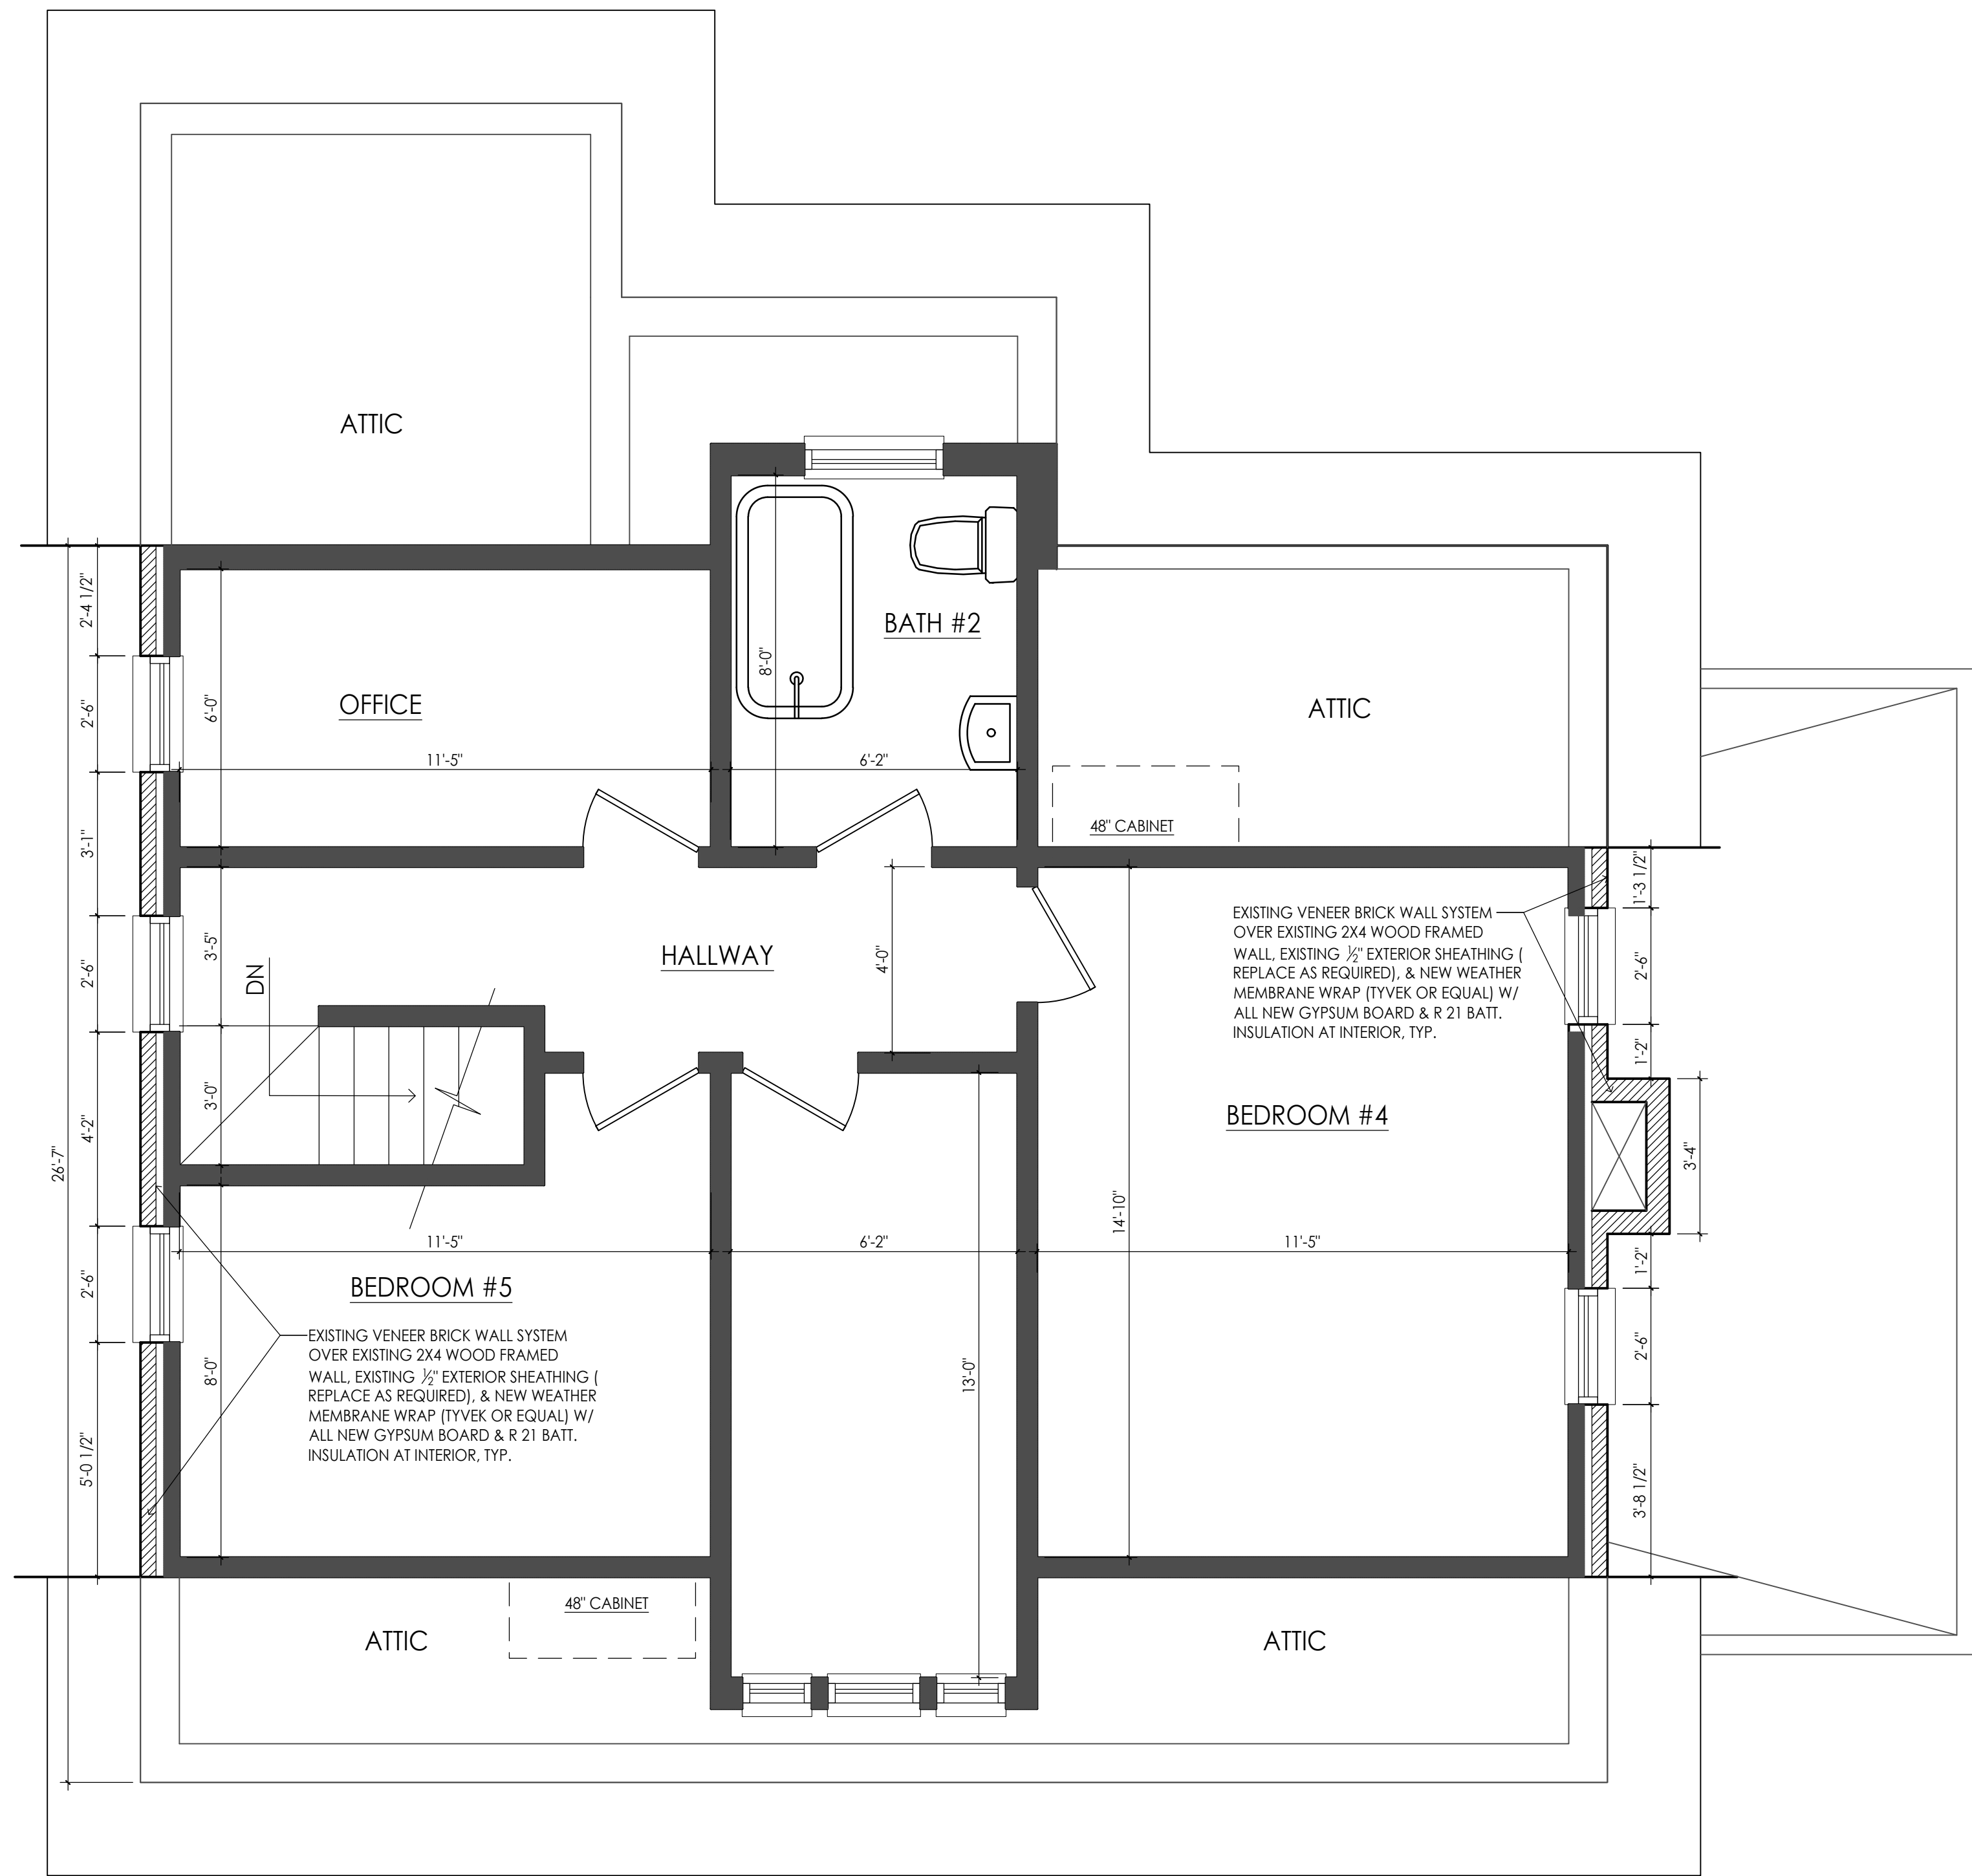 ATTIC
2'-4 1/2"
2'-6"
3'-1"
2'-6"
4'-2"
2'-6"
5'-0 1/2"
26'-7"
OFFICE
6'-0"
11'-5"
BATH #2
8'-0"
6'-2"
ATTIC
48" CABINET
HALLWAY
3'-5"
4'-0"
DN
3'-0"
EXISTING VENEER BRICK WALL SYSTEM
OVER EXISTING 2X4 WOOD FRAMED
WALL, EXISTING ½" EXTERIOR SHEATHING (
REPLACE AS REQUIRED), & NEW WEATHER
MEMBRANE WRAP (TYVEK OR EQUAL) W/
ALL NEW GYPSUM BOARD & R 21 BATT.
INSULATION AT INTERIOR, TYP.
BEDROOM #4
14'-10"
11'-5"
1'-3 1/2"
2'-6"
1'-2"
3'-4"
1'-2"
2'-6"
3'-8 1/2"
11'-5"
6'-2"
BEDROOM #5
EXISTING VENEER BRICK WALL SYSTEM
OVER EXISTING 2X4 WOOD FRAMED
WALL, EXISTING ½" EXTERIOR SHEATHING (
REPLACE AS REQUIRED), & NEW WEATHER
MEMBRANE WRAP (TYVEK OR EQUAL) W/
ALL NEW GYPSUM BOARD & R 21 BATT.
INSULATION AT INTERIOR, TYP.
8'-0"
13'-0"
48" CABINET
ATTIC
ATTIC